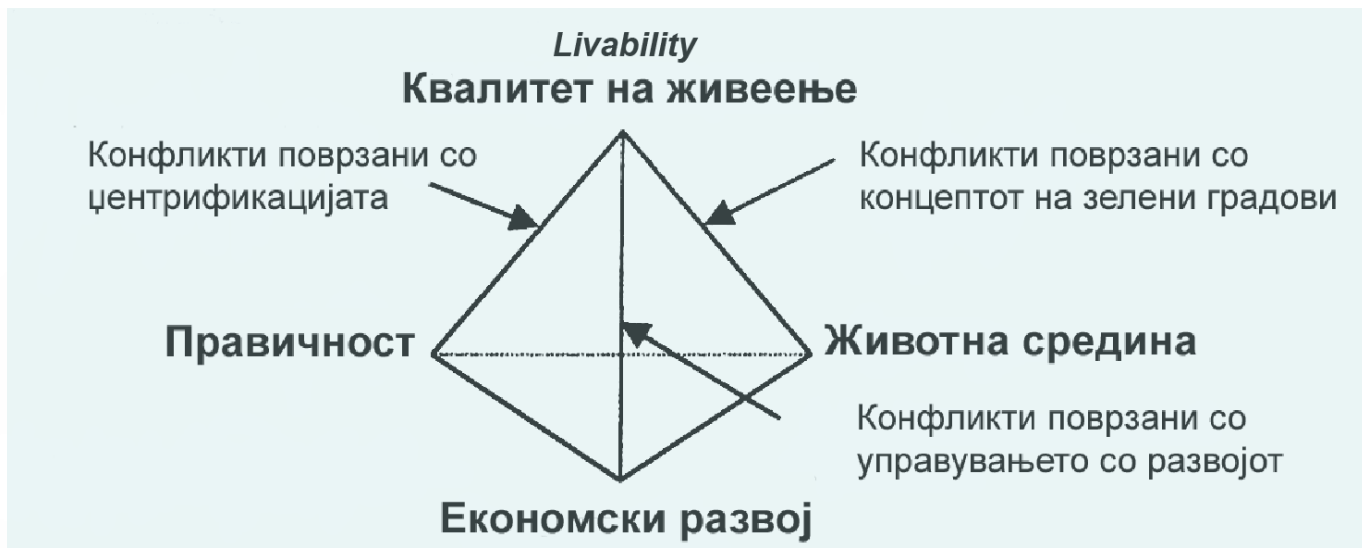 Livability
Квалитет на живеење
Конфликти поврзани со
џентрификацијата
Конфликти поврзани со
концептот на зелени градови
Правичност
Животна средина
Конфликти поврзани со
управувањето со развојот
Економски развој